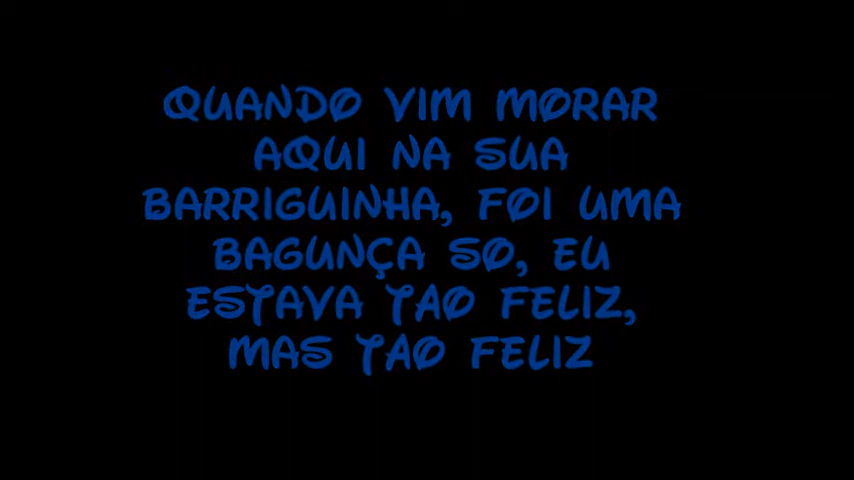 QUANDO VIM MORAR
AQUI NA SUA
BARRIGUINHA, FOI UMA
BAGUNÇA SO, EU
ESTAVA TAO FELIZ,
MAS TAO FELIZ